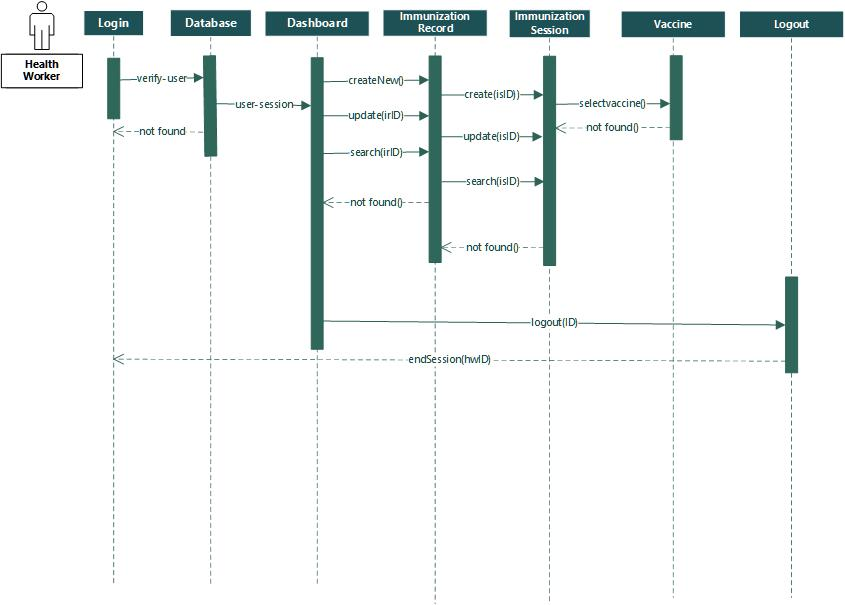 Health
Worker
Login
Database
Dashboard
Immunization
Record
Immunization
Session
Vaccine
Logout
verify-user
createNew()
create(isID))
user-session
selectvaccine()
update(irID)
not found
not found()
update(isID)
search(irID)
search(isID)
not found()
not found()
logout(ID)
endSession(hwID)